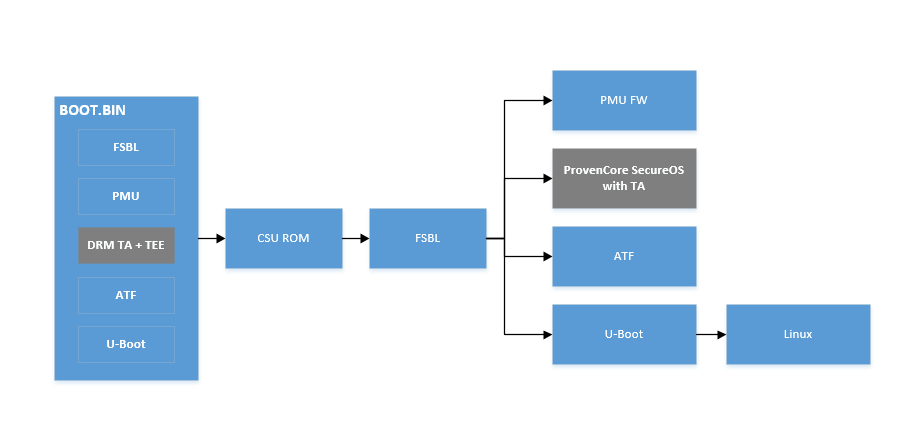 BOOT.BIN
FSBL
PMU
DRM TA + TEE
ATF
U-Boot
CSU ROM
FSBL
PMU FW
ProvenCore SecureOS
with TA
ATF
U-Boot
Linux